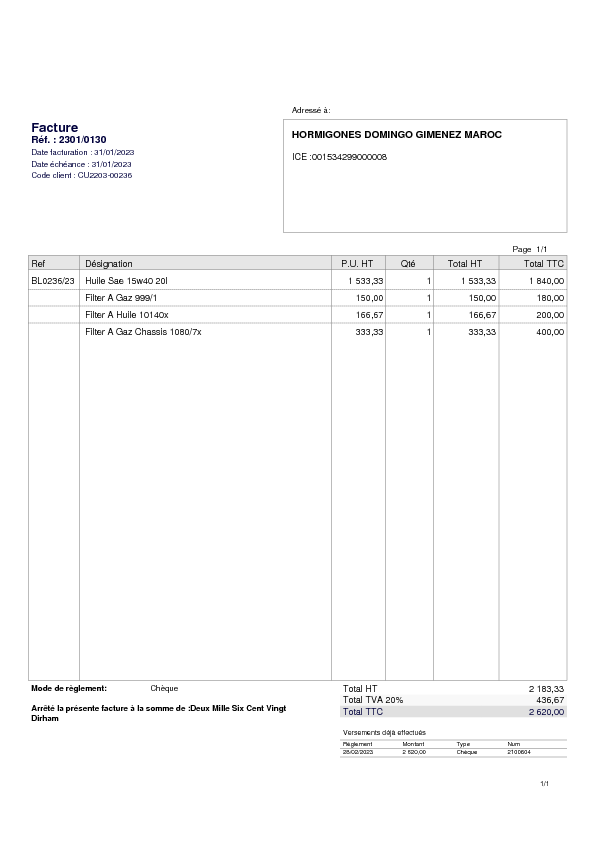 Adressé à:
Facture
Réf. : 2301/0130
Date facturation : 31/01/2023
Date échéance : 31/01/2023
Code client : CU2203-00236
HORMIGONES DOMINGO GIMENEZ MAROC
ICE :001534299000008
Page 1/1
Ref Désignation P.U. HT Qté Total HT Total TTC
BL0236/23 Huile Sae 15w40 20l 1 533,33 1 1 533,33 1 840,00
Filter A Gaz 999/1 150,00 1 150,00 180,00
Filter A Huile 10140x 166,67 1 166,67 200,00
Filter A Gaz Chassis 1080/7x 333,33 1 333,33 400,00
Mode de règlement: Chèque
Total HT 2 183,33
Total TVA 20% 436,67
Total TTC 2 620,00
Arrêté la présente facture à la somme de :Deux Mille Six Cent Vingt
Dirham
Versements déjà effectués
Règlement Montant Type Num
28/02/2023 2 620,00 Chèque 2100604
1/1